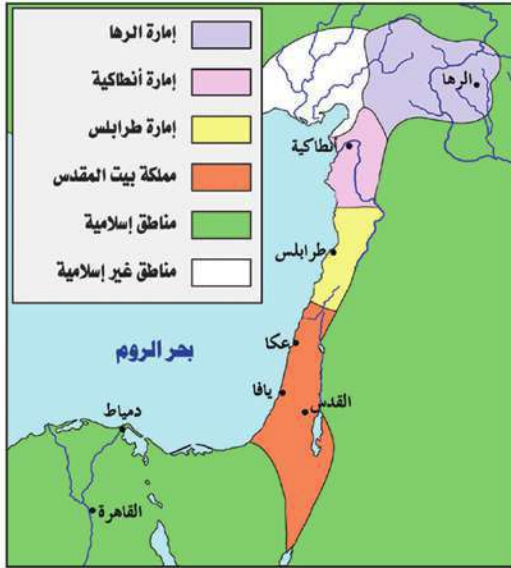 إمارة الرها
إمارة أنطاكية
إمارة طرابلس
مملكة بيت المقدس
مناطق إسلامية
مناطق غير إسلامية
الرها
أنطاكية
طرابلس
عكا
بحر الروم
يافا
القدس
دمياط
القاهرة